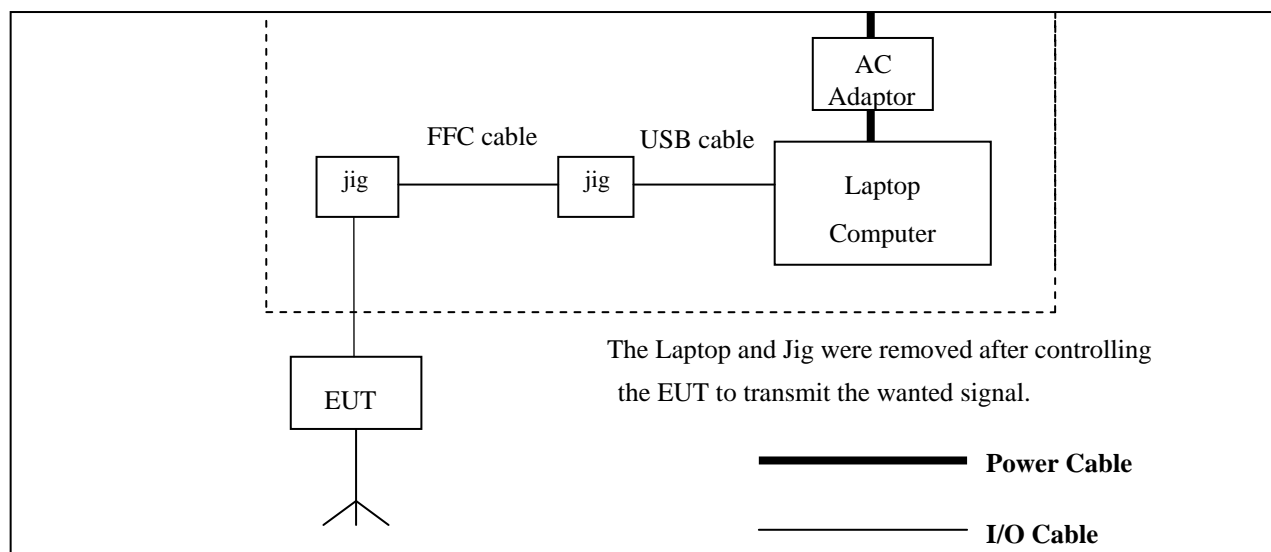 AC
Adaptor
FFC cable
USB cable
jig
jig
Laptop
Computer
The Laptop and Jig were removed after controlling
the EUT to transmit the wanted signal.
EUT
Power Cable
I/O Cable